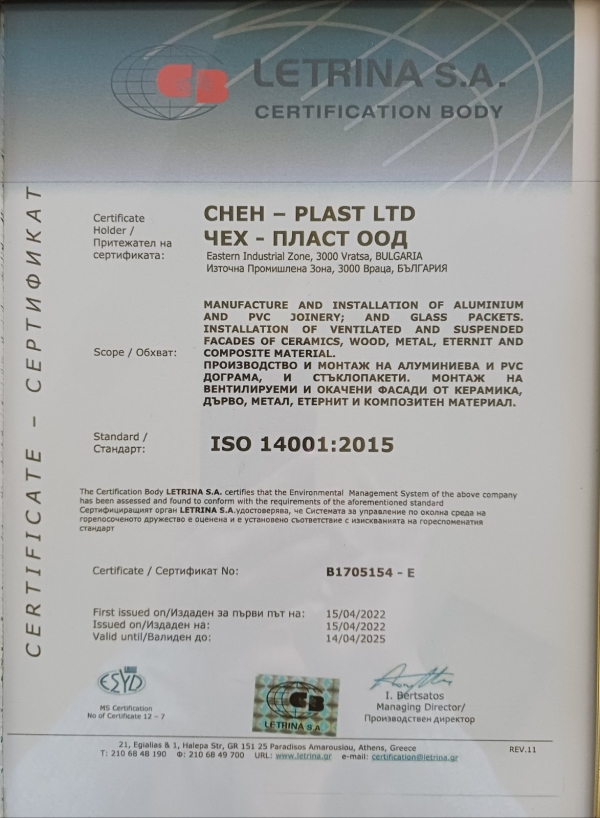 CB LETRINA S.A.
CERTIFICATION BODY
CERTIFICATE – СЕРТИФИКАТ
Certificate
Holder /
Притежател на
сертификата:
CHEH – PLAST LTD
ЧЕХ - ПЛАСТ ООД
Eastern Industrial Zone, 3000 Vratsa, BULGARIA
Източна Промишлена Зона, 3000 Враца, БЪЛГАРИЯ
Scope / Обхват:
MANUFACTURE AND INSTALLATION OF ALUMINIUM
AND PVC JOINERY; AND GLASS PACKETS.
INSTALLATION OF VENTILATED AND SUSPENDED
FACADES OF CERAMICS, WOOD, METAL, ETERNIT AND
COMPOSITE MATERIAL.
ПРОИЗВОДСТВО И МОНТАЖ НА АЛУМИНИЕВА И PVC
ДОГРАМА, И СТЪКЛОПАКЕТИ. МОНТАЖ НА
ВЕНТИЛИРУЕМИ И ОКАЧЕНИ ФАСАДИ ОТ КЕРАМИКА,
ДЪРВО, МЕТАЛ, ЕТЕРНИТ И КОМПОЗИТЕН МАТЕРИАЛ.
Standard /
Стандарт:
ISO 14001:2015
The Certification Body LETRINA S.A. certifies that the Environmental Management System of the above company
has been assessed and found to conform with the requirements of the aforementioned standard
Сертифициращият орган LETRINA S.A.удостоверява, че Системата за управление по околна среда на
горепосоченото дружество е оценена и е установено съответствие с изискванията на гореспоменатия
стандарт
Certificate / Сертификат No:
B1705154 - E
First issued on/Издаден за първи път на: 15/04/2022
Issued on/Издаден на: 15/04/2022
Valid until/Валиден до: 14/04/2025
ΕΣΥD
MS Certification
No of Certificate 12 – 7
LETRINA S.A.
I. Bertsatos
Managing Director/
Производствен директор
21, Egialias & 1, Halepa Str, GR 151 25 Paradisos Amarousiou, Athens, Greece
T: 210 68 48 190 Φ: 210 68 49 700 URL: www.letrina.gr e-mail: certification@letrina.gr
REV.11